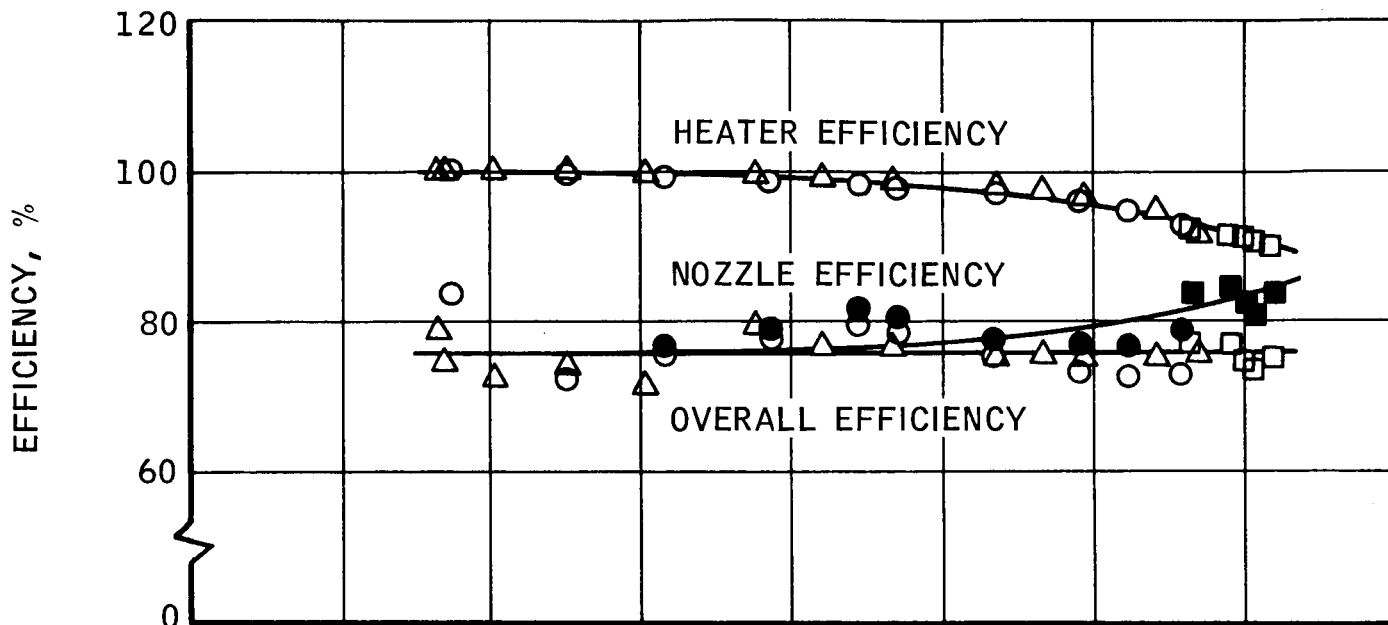 120
HEATER EFFICIENCY
100
EFFICIENCY, %
NOZZLE EFFICIENCY
80
OVERALL EFFICIENCY
60
0